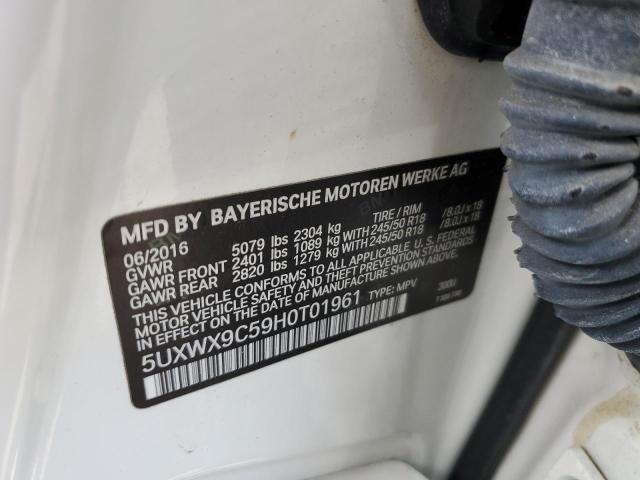 MFD BY BAYERISCHE MOTOREN WERKE AG
06/2016 TIRE / RIM
GVWR 5079 lbs 2304 kg
GAWR FRONT 2401 lbs 1089 kg WITH 245/50 R18 /8.0J x 18
GAWR REAR 2820 lbs 1279 kg WITH 245/50 R18 /8.0J x 18
THIS VEHICLE CONFORMS TO ALL APPLICABLE U.S. FEDERAL
MOTOR VEHICLE SAFETY AND THEFT PREVENTION STANDARDS
IN EFFECT ON THE DATE OF MANUFACTURE SHOWN ABOVE.
5UXWX9C59H0T01961 TYPE: MPV 300U